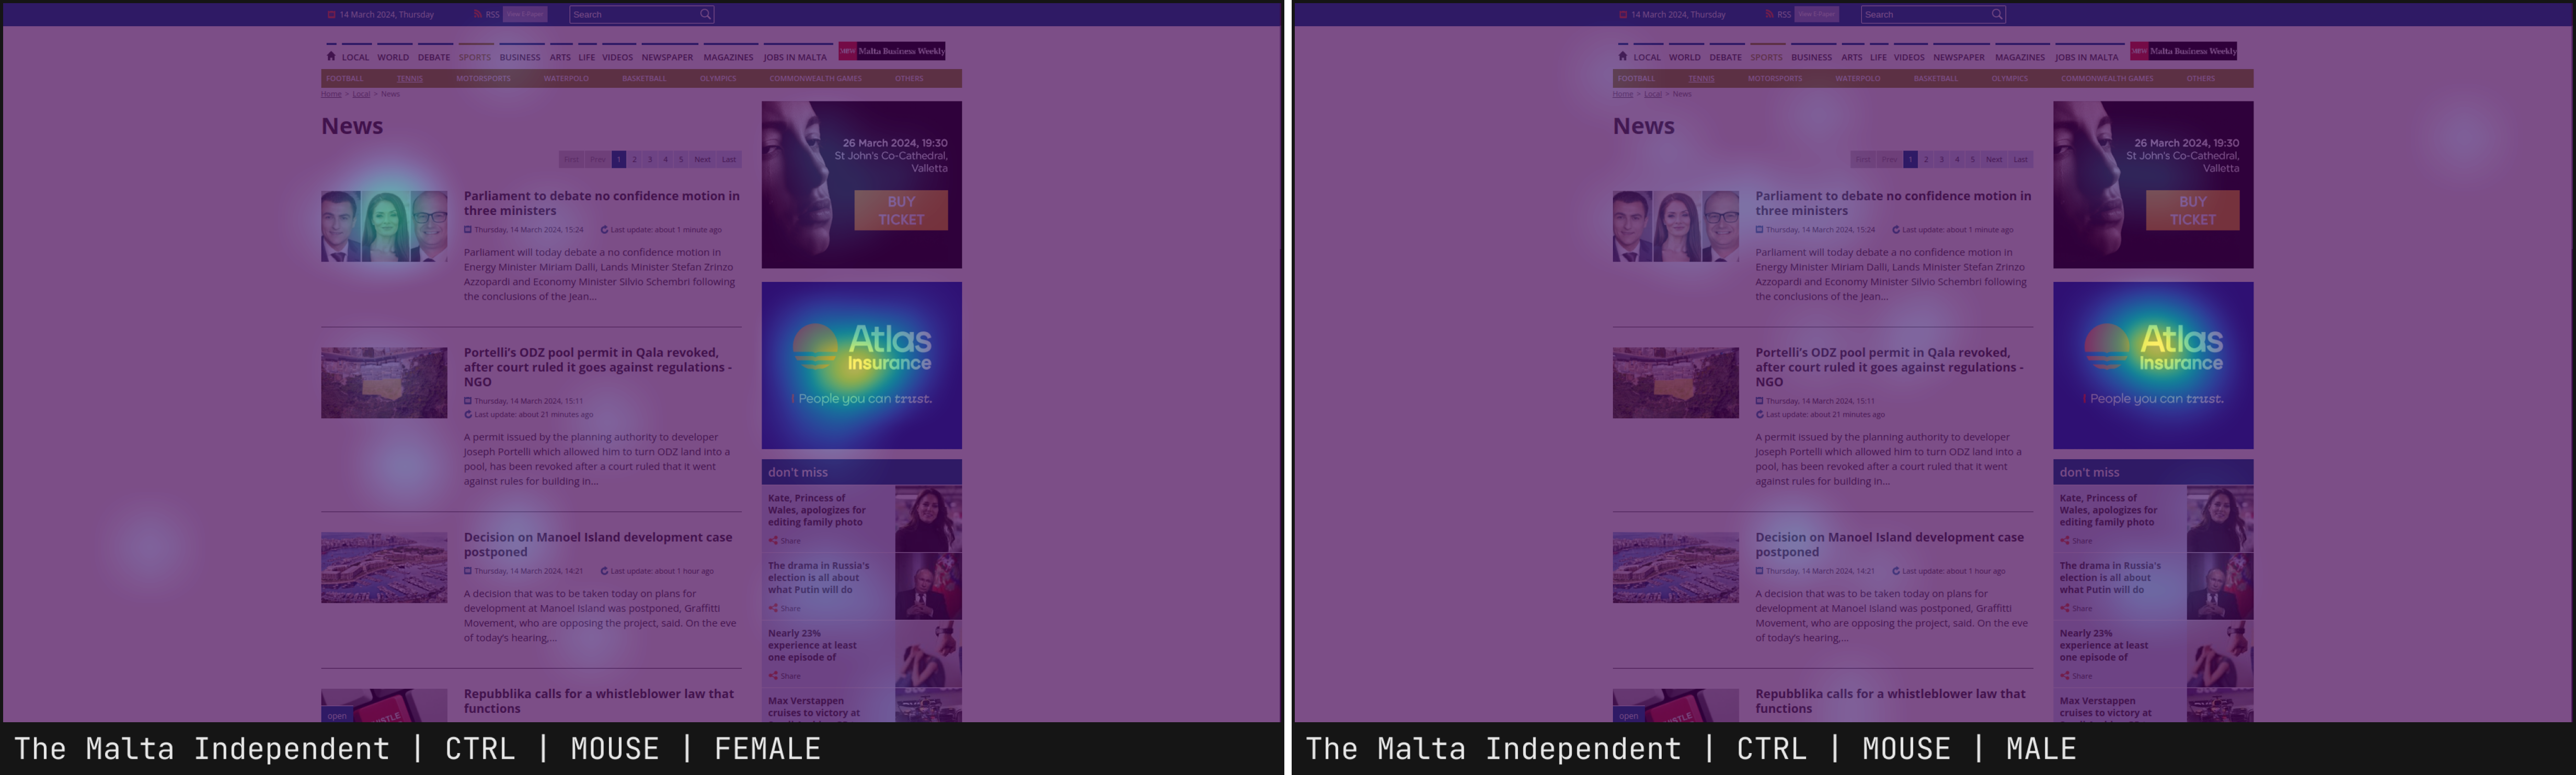 14 March 2024, Thursday RSS View E-Paper Search
LOCAL WORLD DEBATE SPORTS BUSINESS ARTS LIFE VIDEOS NEWSPAPER MAGAZINES JOBS IN MALTA VIEW Malta Business Weekly
FOOTBALL TENNIS MOTORSPORTS WATERPOLO BASKETBALL OLYMPICS COMMONWEALTH GAMES OTHERS
Home > Local > News
News
First Prev 1 2 3 4 5 Next Last
Parliament to debate no confidence motion in
three ministers
Thursday, 14 March 2024, 15:24 Last update: about 1 minute ago
Parliament will today debate a no confidence motion in
Energy Minister Miriam Dalli, Lands Minister Stefan Zrinzo
Azzopardi and Economy Minister Silvio Schembri following
the conclusions of the Jean...
Portelli's ODZ pool permit in Qala revoked,
after court ruled it goes against regulations -
NGO
Thursday, 14 March 2024, 15:11
Last update: about 21 minutes ago
A permit issued by the planning authority to developer
Joseph Portelli which allowed him to turn ODZ land into a
pool, has been revoked after a court ruled that it went
against rules for building in...
Decision on Manoel Island development case
postponed
Thursday, 14 March 2024, 14:21 Last update: about 1 hour ago
A decision that was to be taken today on plans for
development at Manoel Island was postponed, Graffitti
Movement, who are opposing the project, said. On the eve
of today's hearing,...
Repubblika calls for a whistleblower law that
functions
open
26 March 2024, 19:30
St John's Co-Cathedral,
Valletta
BUY
TICKET
Atlas
Insurance
People you can trust.
don't miss
Kate, Princess of
Wales, apologizes for
editing family photo
Share
The drama in Russia's
election is all about
what Putin will do
Share
Nearly 23%
experience at least
one episode of
Share
Max Verstappen
cruises to victory at
The Malta Independent | CTRL | MOUSE | FEMALE
14 March 2024, Thursday RSS View E-Paper Search
LOCAL WORLD DEBATE SPORTS BUSINESS ARTS LIFE VIDEOS NEWSPAPER MAGAZINES JOBS IN MALTA VIEW Malta Business Weekly
FOOTBALL TENNIS MOTORSPORTS WATERPOLO BASKETBALL OLYMPICS COMMONWEALTH GAMES OTHERS
Home > Local > News
News
First Prev 1 2 3 4 5 Next Last
Parliament to debate no confidence motion in
three ministers
Thursday, 14 March 2024, 15:24 Last update: about 1 minute ago
Parliament will today debate a no confidence motion in
Energy Minister Miriam Dalli, Lands Minister Stefan Zrinzo
Azzopardi and Economy Minister Silvio Schembri following
the conclusions of the Jean...
Portelli's ODZ pool permit in Qala revoked,
after court ruled it goes against regulations -
NGO
Thursday, 14 March 2024, 15:11
Last update: about 21 minutes ago
A permit issued by the planning authority to developer
Joseph Portelli which allowed him to turn ODZ land into a
pool, has been revoked after a court ruled that it went
against rules for building in...
Decision on Manoel Island development case
postponed
Thursday, 14 March 2024, 14:21 Last update: about 1 hour ago
A decision that was to be taken today on plans for
development at Manoel Island was postponed, Graffitti
Movement, who are opposing the project, said. On the eve
of today's hearing,...
Repubblika calls for a whistleblower law that
functions
open
26 March 2024, 19:30
St John's Co-Cathedral,
Valletta
BUY
TICKET
Atlas
Insurance
People you can trust.
don't miss
Kate, Princess of
Wales, apologizes for
editing family photo
Share
The drama in Russia's
election is all about
what Putin will do
Share
Nearly 23%
experience at least
one episode of
Share
Max Verstappen
cruises to victory at
The Malta Independent | CTRL | MOUSE | MALE